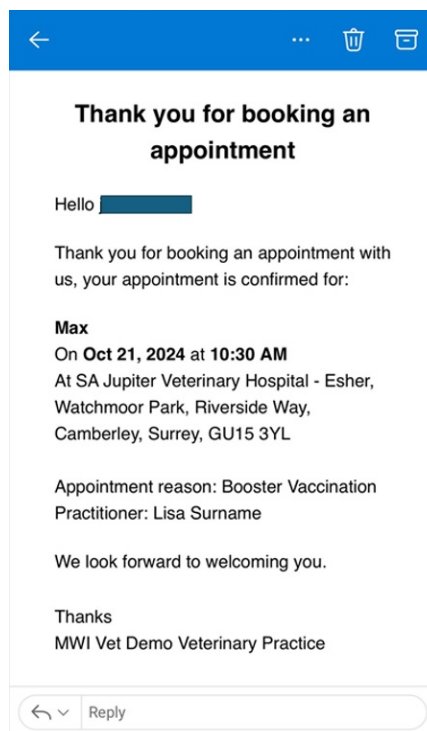 Thank you for booking an
appointment
Hello
Thank you for booking an appointment with
us, your appointment is confirmed for:
Max
On Oct 21, 2024 at 10:30 AM
At SA Jupiter Veterinary Hospital - Esher,
Watchmoor Park, Riverside Way,
Camberley, Surrey, GU15 3YL
Appointment reason: Booster Vaccination
Practitioner: Lisa Surname
We look forward to welcoming you.
Thanks
MWI Vet Demo Veterinary Practice
Reply